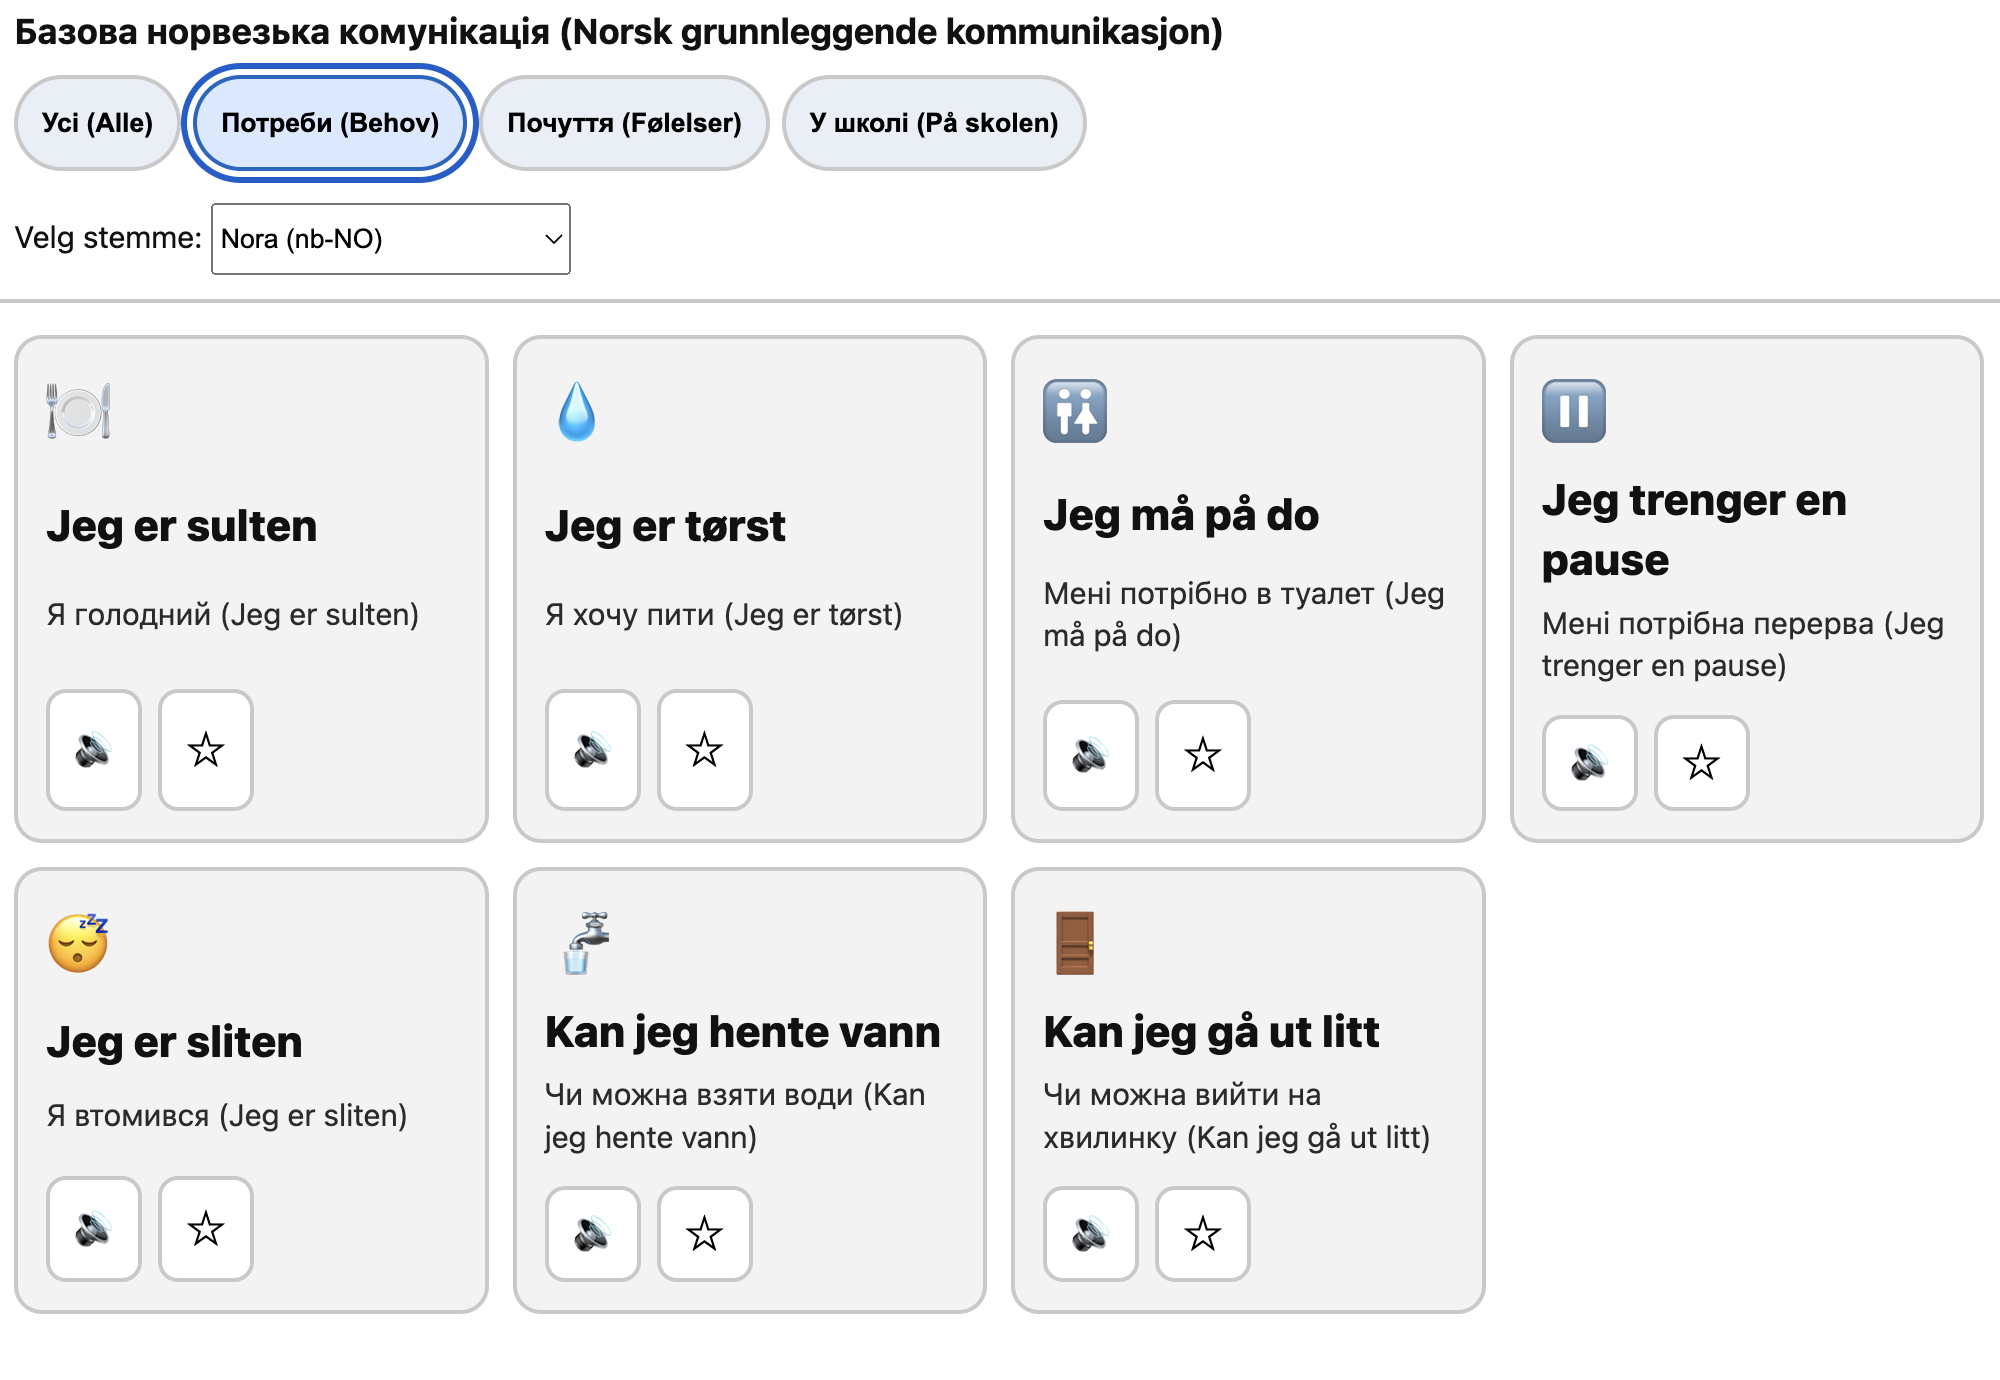 Базова норвезька комунікація (Norsk grunnleggende kommunikasjon)
Усі (Alle)
Потреби (Behov)
Почуття (Følelser)
У школі (På skolen)
Velg stemme:
Nora (nb-NO)
Jeg er sulten
Я голодний (Jeg er sulten)
Jeg er tørst
Я хочу пити (Jeg er tørst)
Jeg må på do
Мені потрібно в туалет (Jeg
må på do)
Jeg trenger en
pause
Мені потрібна перерва (Jeg
trenger en pause)
Jeg er sliten
Я втомився (Jeg er sliten)
Kan jeg hente vann
Чи можна взяти води (Kan
jeg hente vann)
Kan jeg gå ut litt
Чи можна вийти на
хвилинку (Kan jeg gå ut litt)